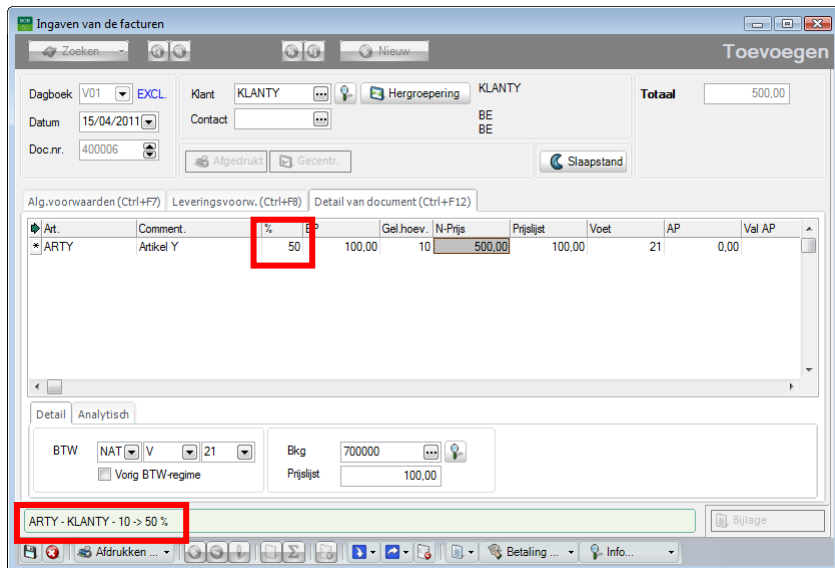 Ingaven van de facturen
Zoeken Nieuw Toevoegen
Dagboek V01 EXCL. Klant KLANTY Hergroepering KLANTY Totaal 500,00
Datum 15/04/2011 Contact BE
BE
Doc.nr. 400006 Afgedrukt Gecentr. Slaapstand
Alg.voorwaarden (Ctrl+F7) Leveringsvoorw. (Ctrl+F8) Detail van document (Ctrl+F12)
Art. Comment. % Gel.hoev. N-Prijs Prijslijst Voet AP Val AP
* ARTY Artikel Y 50 100,00 10 500,00 100,00 21 0,00
Detail Analytisch
BTW NAT V 21 Bkg 700000
Vorig BTW-regime Prijslijst 100,00
ARTY - KLANTY - 10 -> 50 % Bijlage
Afdrukken ... Σ Betaling ... Info...